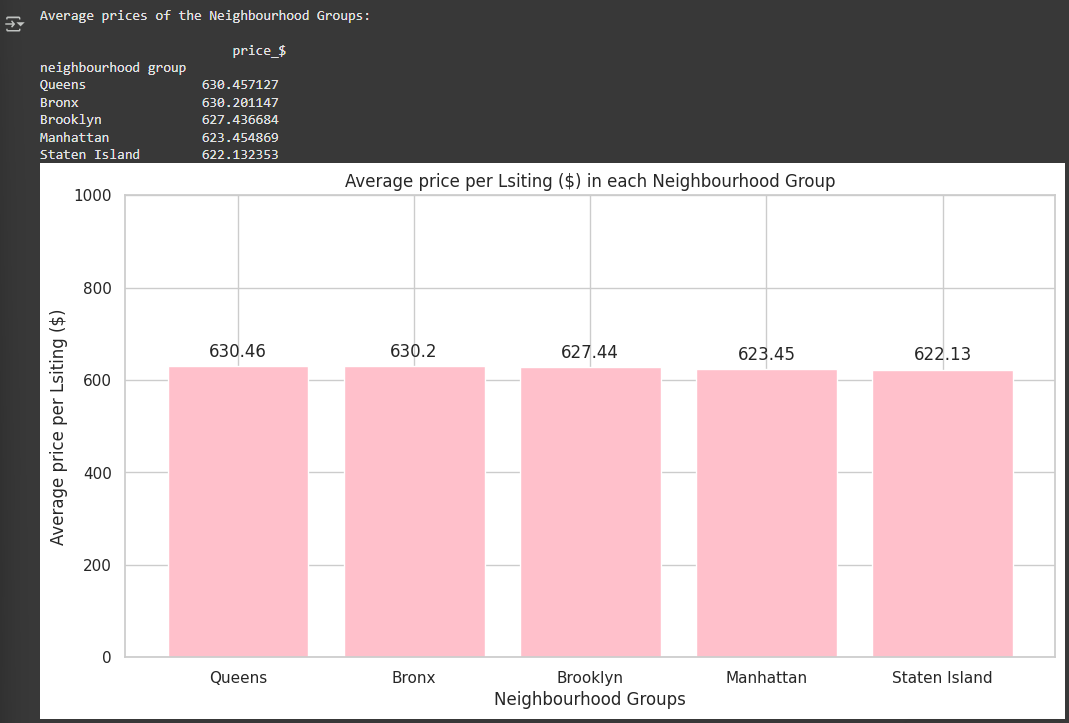 Average prices of the Neighbourhood Groups:
price_$
neighbourhood group
Queens 630.457127
Bronx 630.201147
Brooklyn 627.436684
Manhattan 623.454869
Staten Island 622.132353
Average price per Lsiting ($) in each Neighbourhood Group
1000
800
600
400
200
0
Average price per Lsiting ($)
630.46 630.2 627.44 623.45 622.13
Queens Bronx Brooklyn Manhattan Staten Island
Neighbourhood Groups